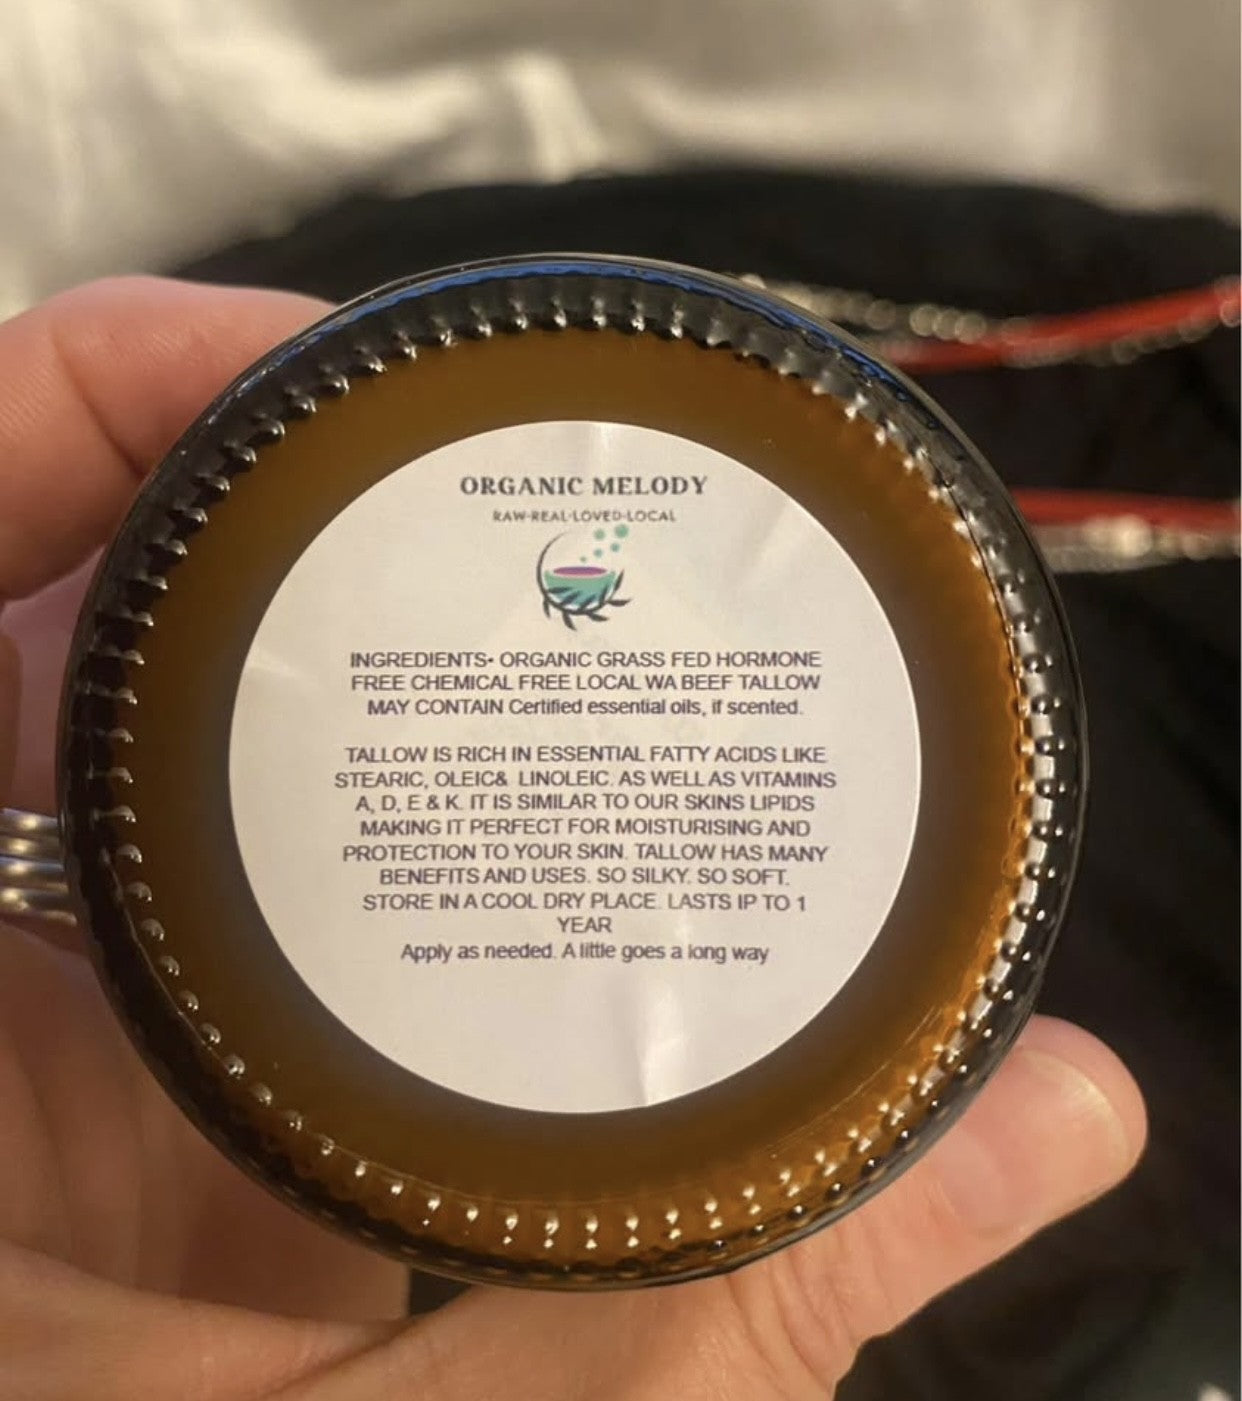 ORGANIC MELODY
RAW·REAL·LOVED·LOCAL
INGREDIENTS- ORGANIC GRASS FED HORMONE
FREE CHEMICAL FREE LOCAL WA BEEF TALLOW
MAY CONTAIN Certified essential oils, if scented.
TALLOW IS RICH IN ESSENTIAL FATTY ACIDS LIKE
STEARIC, OLEIC& LINOLEIC. AS WELL AS VITAMINS
A, D, E & K. IT IS SIMILAR TO OUR SKINS LIPIDS
MAKING IT PERFECT FOR MOISTURISING AND
PROTECTION TO YOUR SKIN. TALLOW HAS MANY
BENEFITS AND USES. SO SILKY. SO SOFT.
STORE IN A COOL DRY PLACE. LASTS IP TO 1
YEAR
Apply as needed. A little goes a long way